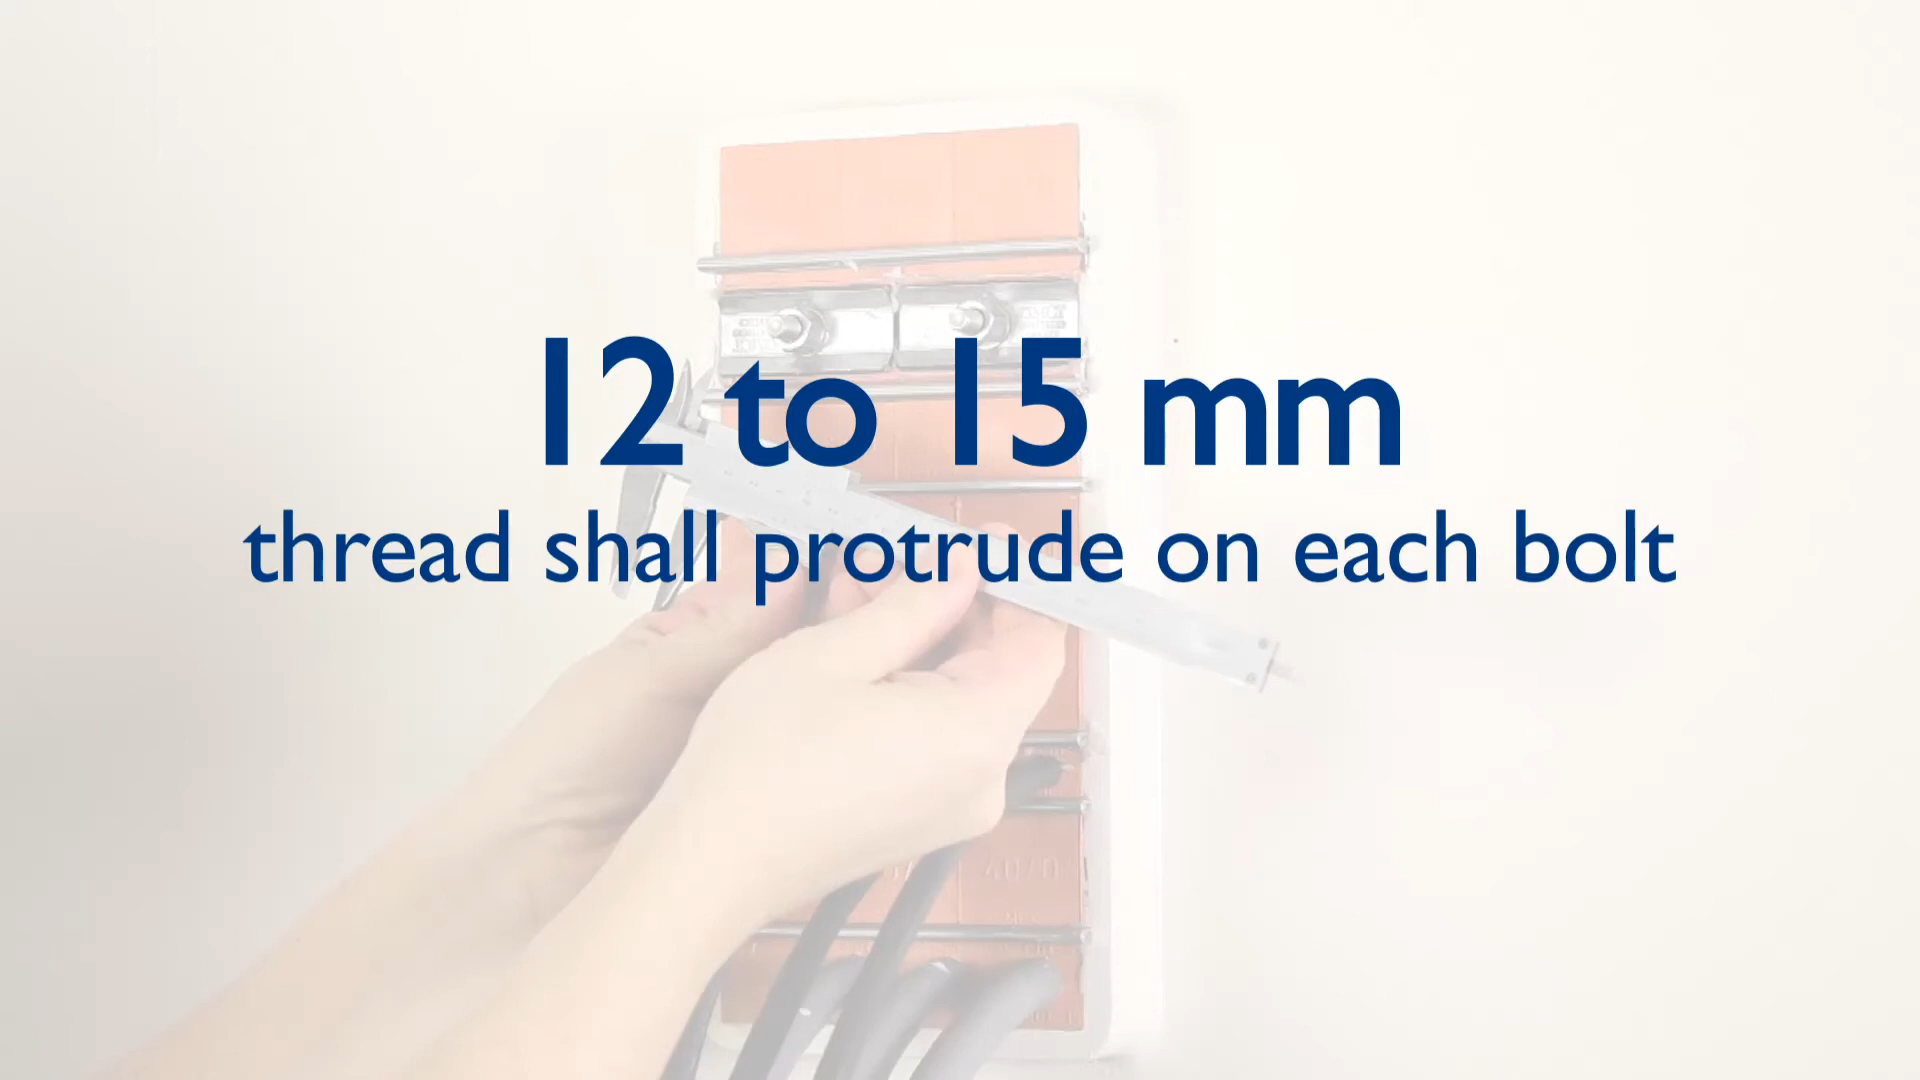 12 to 15 mm
thread shall protrude on each bolt